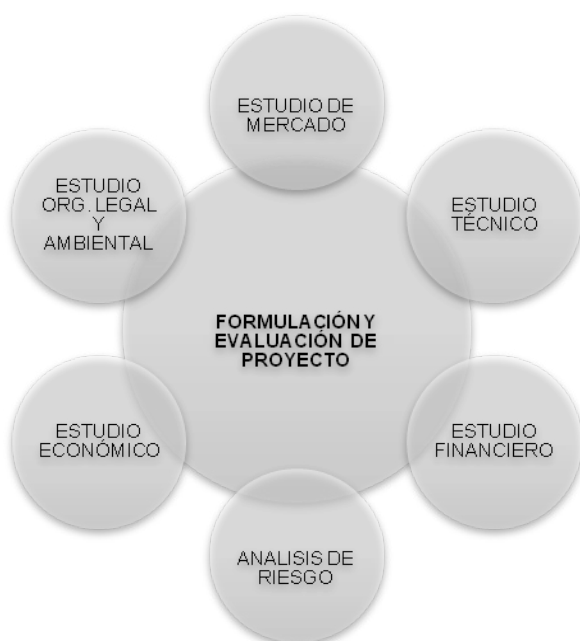 ESTUDIO DE
MERCADO
ESTUDIO
ORG. LEGAL
Y
AMBIENTAL
ESTUDIO
TÉCNICO
FORMULACIÓN Y
EVALUACIÓN DE
PROYECTO
ESTUDIO
ECONÓMICO
ESTUDIO
FINANCIERO
ANALISIS DE
RIESGO